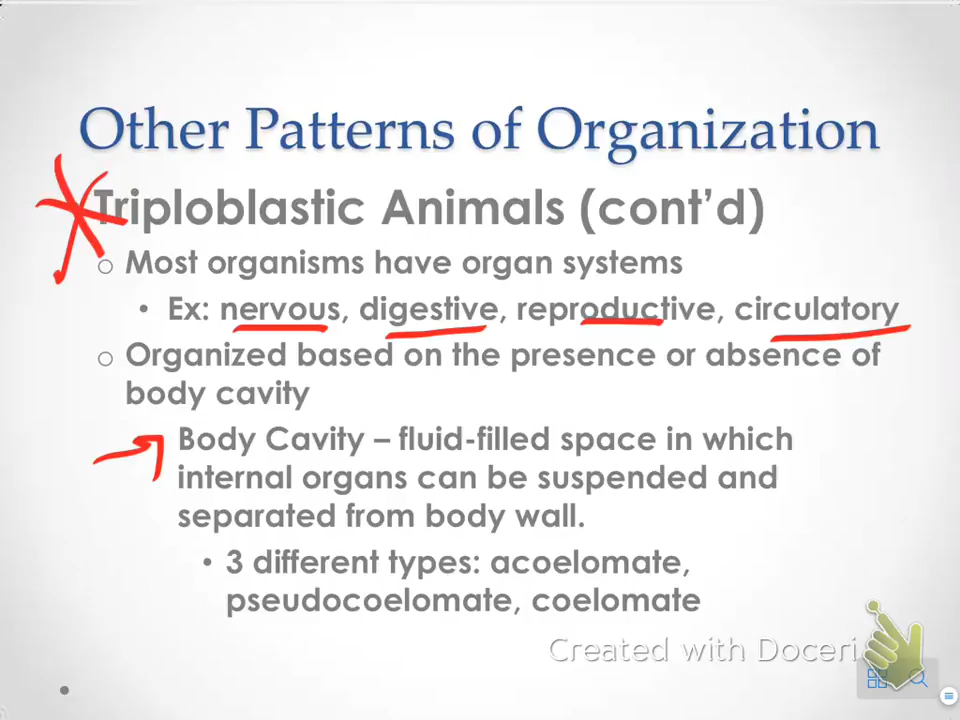 Other Patterns of Organization
Triploblastic Animals (cont’d)
o Most organisms have organ systems
• Ex: nervous, digestive, reproductive, circulatory
o Organized based on the presence or absence of
body cavity
Body Cavity – fluid-filled space in which
internal organs can be suspended and
separated from body wall.
• 3 different types: acoelomate,
pseudocoelomate, coelomate
Created with Doceri